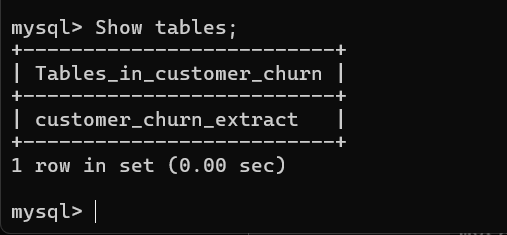 mysql> Show tables;
+--------------------------+
| Tables_in_customer_churn |
+--------------------------+
| customer_churn_extract   |
+--------------------------+
1 row in set (0.00 sec)
mysql>